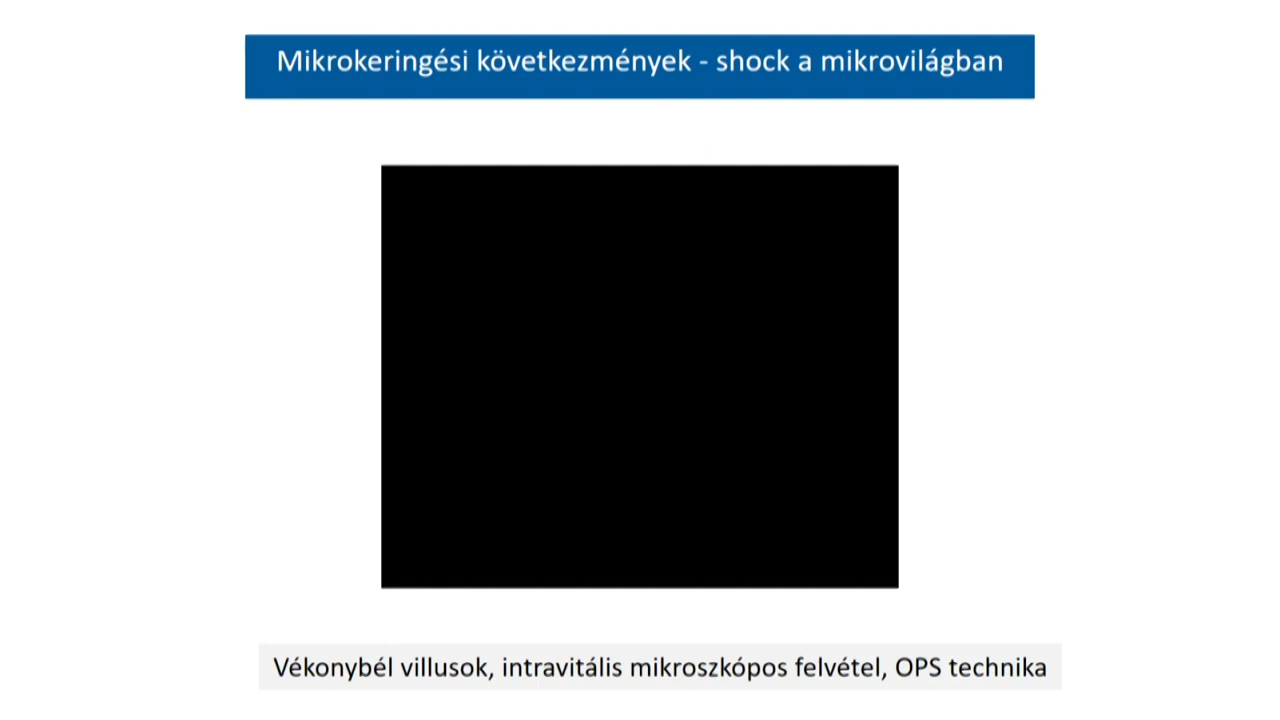 Mikrokeringési következmények - shock a mikrovilágban
Vékonybél villusok, intravitális mikroszkópos felvétel, OPS technika